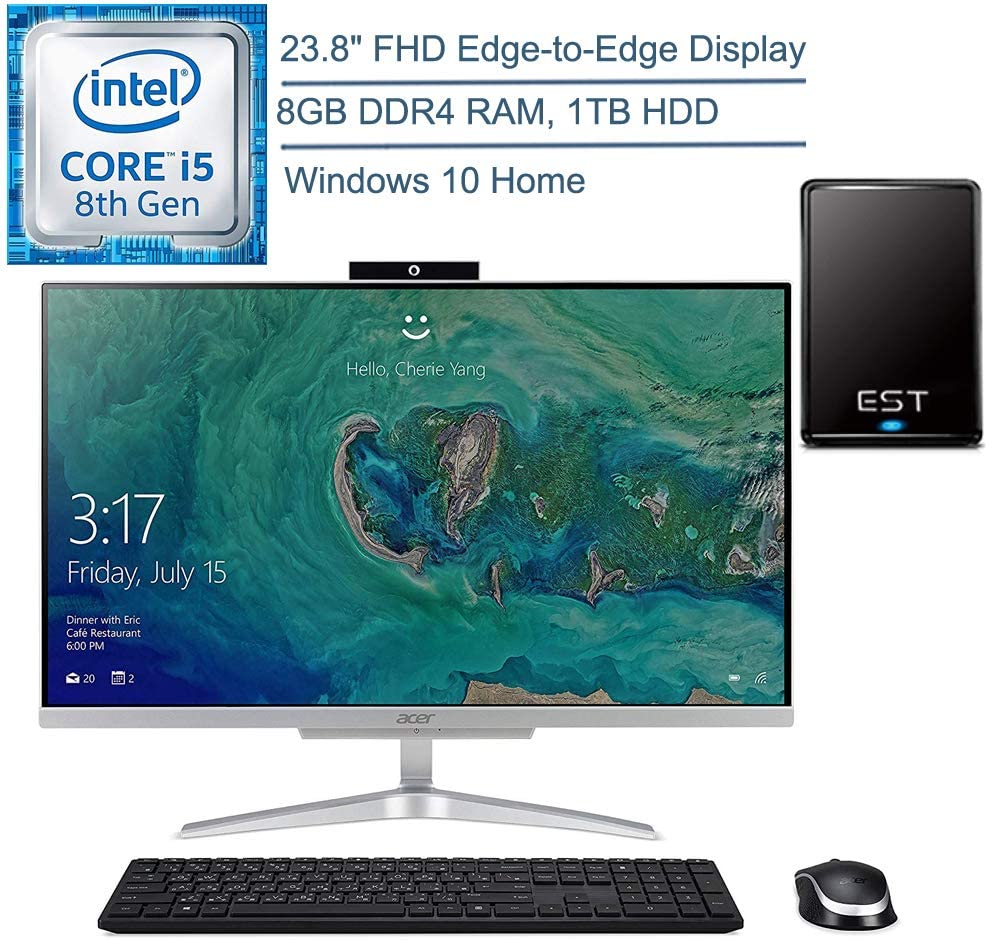 intel®
CORE™ i5
8th Gen
23.8" FHD Edge-to-Edge Display
8GB DDR4 RAM, 1TB HDD
Windows 10 Home
EST
Hello, Cherie Yang
3:17
Friday, July 15
Dinner with Eric
Café Restaurant
6:00 PM
20
2
acer
acer